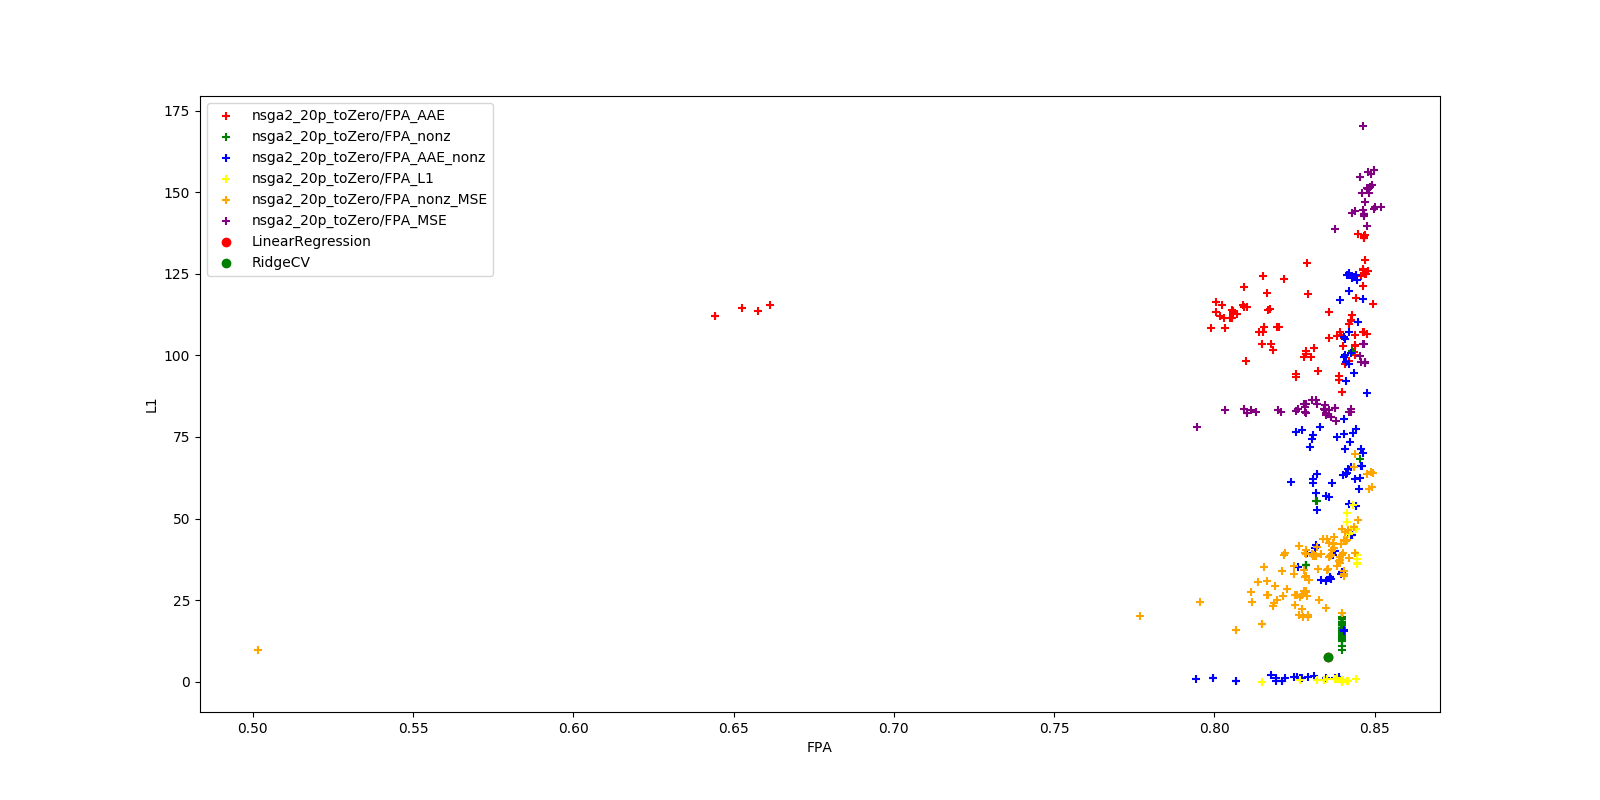 175
150
125
100
75
50
25
0
L1
nsga2_20p_toZero/FPA_AAE
nsga2_20p_toZero/FPA_nonz
nsga2_20p_toZero/FPA_AAE_nonz
nsga2_20p_toZero/FPA_L1
nsga2_20p_toZero/FPA_nonz_MSE
nsga2_20p_toZero/FPA_MSE
LinearRegression
RidgeCV
0.50 0.55 0.60 0.65 0.70 0.75 0.80 0.85
FPA